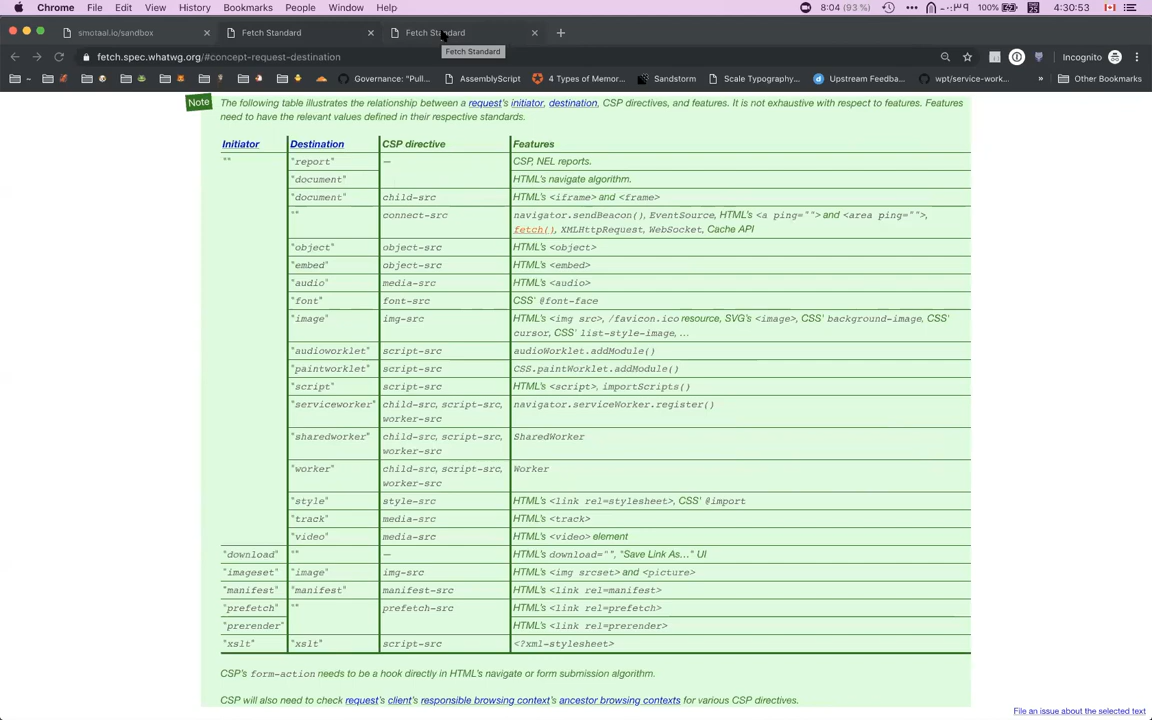 Chrome File Edit View History Bookmarks People Window Help 8:04 (93 %) 100% 4:30:53
smotaal.io/sandbox Fetch Standard Fetch Standard
Fetch Standard
fetch.spec.whatwg.org/#concept-request-destination Incognito
Governance: "Pull... AssemblyScript 4 Types of Memor... Sandstorm Scale Typography... Upstream Feedba... wpt/service-work... » Other Bookmarks
Note The following table illustrates the relationship between a request's initiator, destination, CSP directives, and features. It is not exhaustive with respect to features. Features
need to have the relevant values defined in their respective standards.
Initiator Destination CSP directive Features
"" "report" — CSP, NEL reports.
"document" HTML's navigate algorithm.
"document" child-src HTML's <iframe> and <frame>
"" connect-src navigator.sendBeacon(), EventSource, HTML's <a ping=""> and <area ping="">,
fetch(), XMLHttpRequest, WebSocket, Cache API
"object" object-src HTML's <object>
"embed" object-src HTML's <embed>
"audio" media-src HTML's <audio>
"font" font-src CSS' @font-face
"image" img-src HTML's <img src>, /favicon.ico resource, SVG's <image>, CSS' background-image, CSS'
cursor, CSS' list-style-image, …
"audioworklet" script-src audioWorklet.addModule()
"paintworklet" script-src CSS.paintWorklet.addModule()
"script" script-src HTML's <script>, importScripts()
"serviceworker" child-src, script-src, navigator.serviceWorker.register()
worker-src
"sharedworker" child-src, script-src, SharedWorker
worker-src
"worker" child-src, script-src, Worker
worker-src
"style" style-src HTML's <link rel=stylesheet>, CSS' @import
"track" media-src HTML's <track>
"video" media-src HTML's <video> element
"download" "" — HTML's download="", "Save Link As…" UI
"imageset" "image" img-src HTML's <img srcset> and <picture>
"manifest" "manifest" manifest-src HTML's <link rel=manifest>
"prefetch" "" prefetch-src HTML's <link rel=prefetch>
"prerender" HTML's <link rel=prerender>
"xslt" "xslt" script-src <?xml-stylesheet>
CSP's form-action needs to be a hook directly in HTML's navigate or form submission algorithm.
CSP will also need to check request's client's responsible browsing context's ancestor browsing contexts for various CSP directives.
File an issue about the selected text